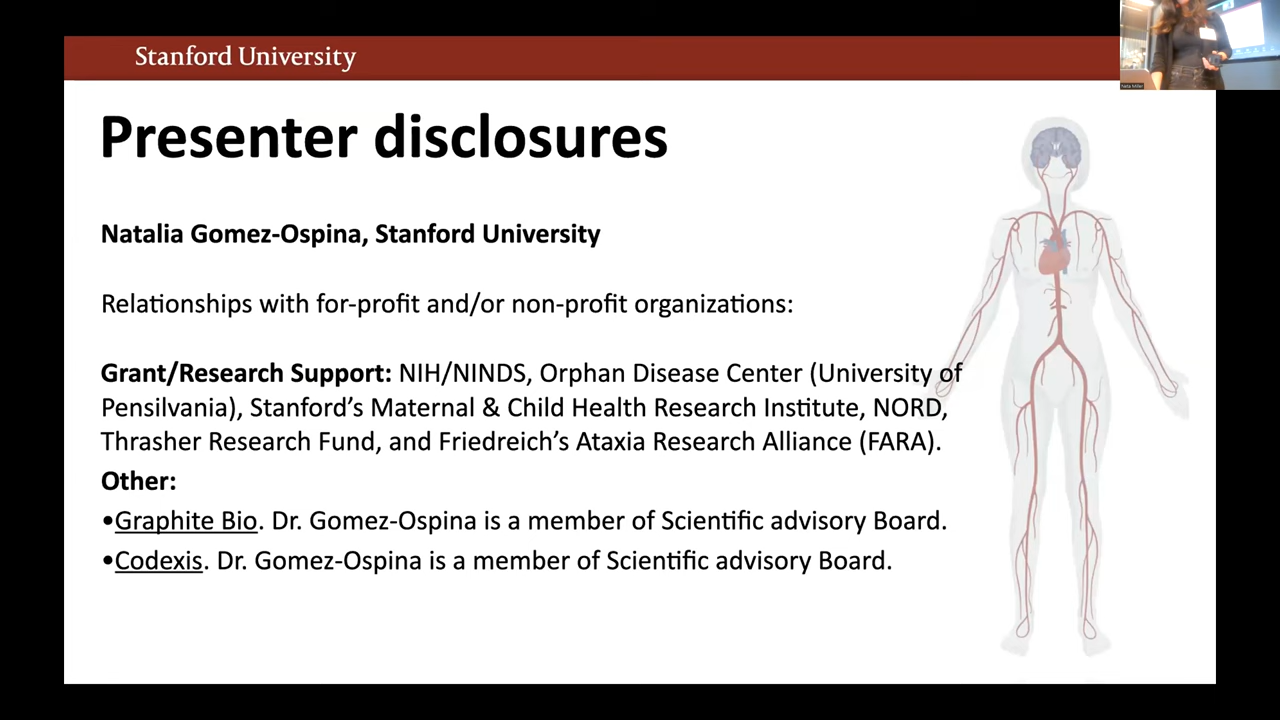 Stanford University
Presenter disclosures
Natalia Gomez-Ospina, Stanford University
Relationships with for-profit and/or non-profit organizations:
Grant/Research Support: NIH/NINDS, Orphan Disease Center (University of
Pensilvania), Stanford’s Maternal & Child Health Research Institute, NORD,
Thrasher Research Fund, and Friedreich’s Ataxia Research Alliance (FARA).
Other:
•Graphite Bio. Dr. Gomez-Ospina is a member of Scientific advisory Board.
•Codexis. Dr. Gomez-Ospina is a member of Scientific advisory Board.